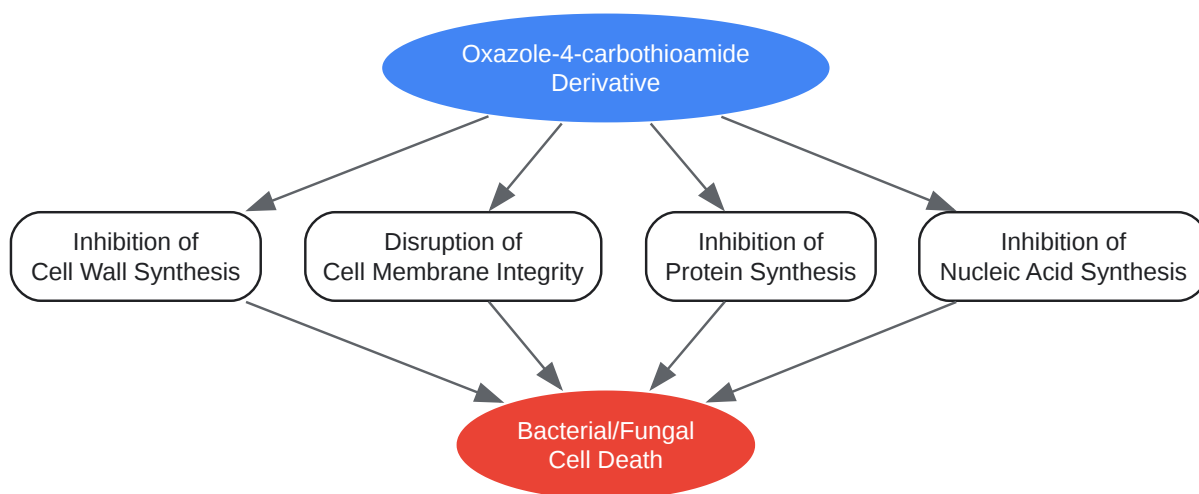 Oxazole-4-carbothioamide
Derivative
Inhibition of
Cell Wall Synthesis
Disruption of
Cell Membrane Integrity
Inhibition of
Protein Synthesis
Inhibition of
Nucleic Acid Synthesis
Bacterial/Fungal
Cell Death